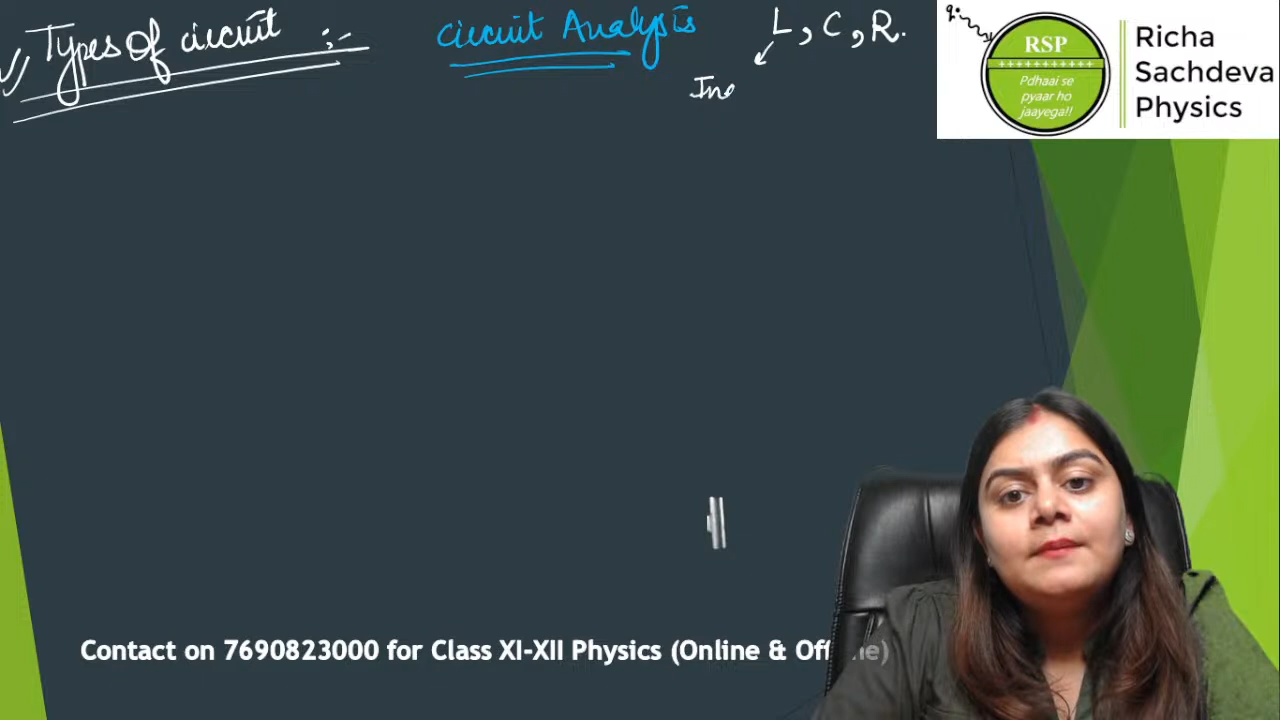 Types of circuit :-
Circuit Analysis
L, C, R.
In
q.
RSP
+++++++++++
Pdhaai se
pyaar ho
jaayega!!
Richa
Sachdeva
Physics
Contact on 7690823000 for Class XI-XII Physics (Online &